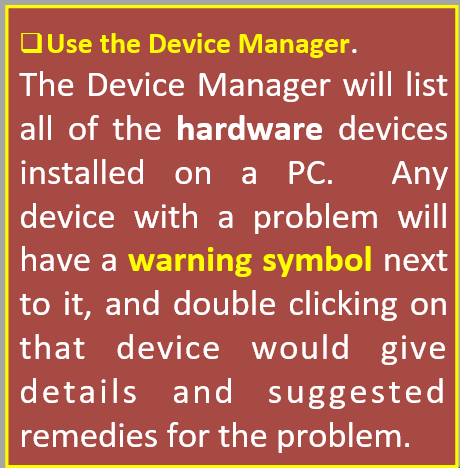 ❑Use the Device Manager.
The Device Manager will list
all of the hardware devices
installed on a PC. Any
device with a problem will
have a warning symbol next
to it, and double clicking on
that device would give
details and suggested
remedies for the problem.